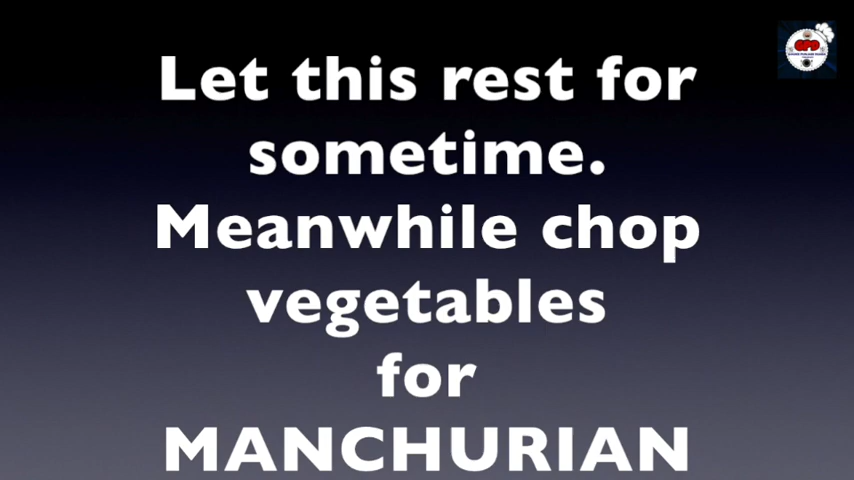 Let this rest for
sometime.
Meanwhile chop
vegetables
for
MANCHURIAN